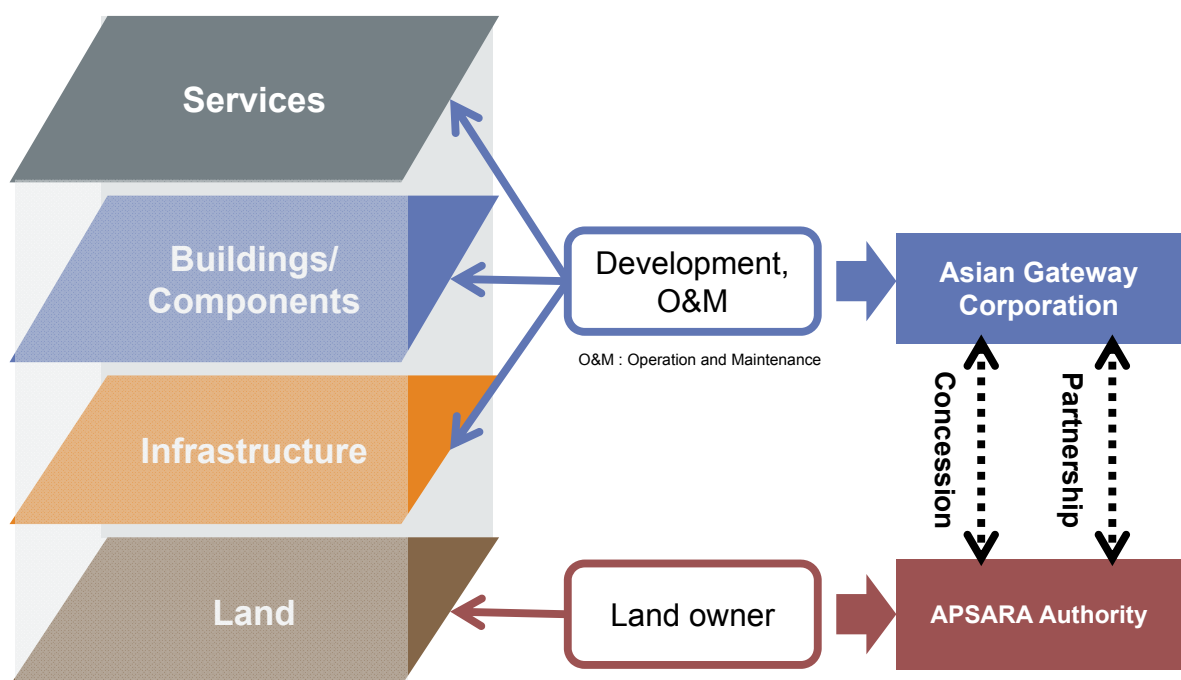 Services
Buildings/
Components
Infrastructure
Land
Development,
O&M
O&M : Operation and Maintenance
Land owner
Asian Gateway
Corporation
Concession
Partnership
APSARA Authority